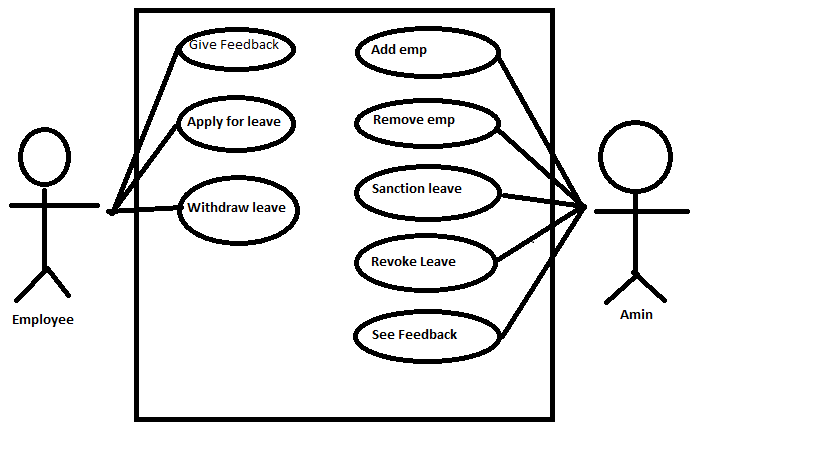 Give Feedback
Apply for leave
Withdraw leave
Add emp
Remove emp
Sanction leave
Revoke Leave
See Feedback
Employee
Amin